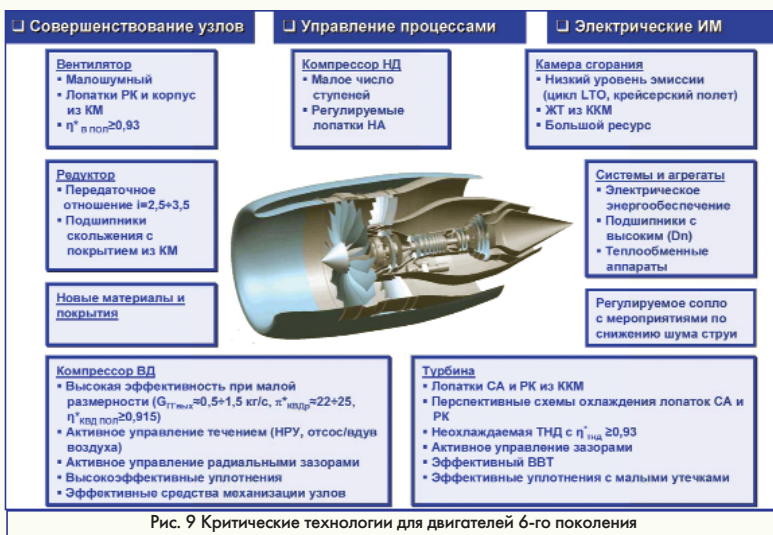 ❑ Совершенствование узлов
❑ Управление процессами
❑ Электрические ИМ
Вентилятор
▪ Малошумный
▪ Лопатки РК и корпус
из КМ
▪ η*в пол≥0,93
Компрессор НД
▪ Малое число
ступеней
▪ Регулируемые
лопатки НА
Камера сгорания
▪ Низкий уровень эмиссии
(цикл LTO, крейсерский полет)
▪ ЖТ из ККМ
▪ Большой ресурс
Редуктор
▪ Передаточное
отношение i=2,5÷3,5
▪ Подшипники
скольжения с
покрытием из КМ
Системы и агрегаты
▪ Электрическое
энергообеспечение
▪ Подшипники с
высоким (Dn)
▪ Теплообменные
аппараты
Новые материалы и
покрытия
Регулируемое сопло
с мероприятиями по
снижению шума струи
Компрессор ВД
▪ Высокая эффективность при малой
размерности (GГГвых≈0,5÷1,5 кг/с, π*квдр≈22÷25,
η*квд пол≥0,915)
▪ Активное управление течением (НРУ, отсос/вдув
воздуха)
▪ Активное управление радиальными зазорами
▪ Высокоэффективные уплотнения
▪ Эффективные средства механизации узлов
Турбина
▪ Лопатки СА и РК из ККМ
▪ Перспективные схемы охлаждения лопаток СА и
РК
▪ Неохлаждаемая ТНД с η*тнд ≥0,93
▪ Активное управление зазорами
▪ Эффективный ВВТ
▪ Эффективные уплотнения с малыми утечками
Рис. 9 Критические технологии для двигателей 6-го поколения